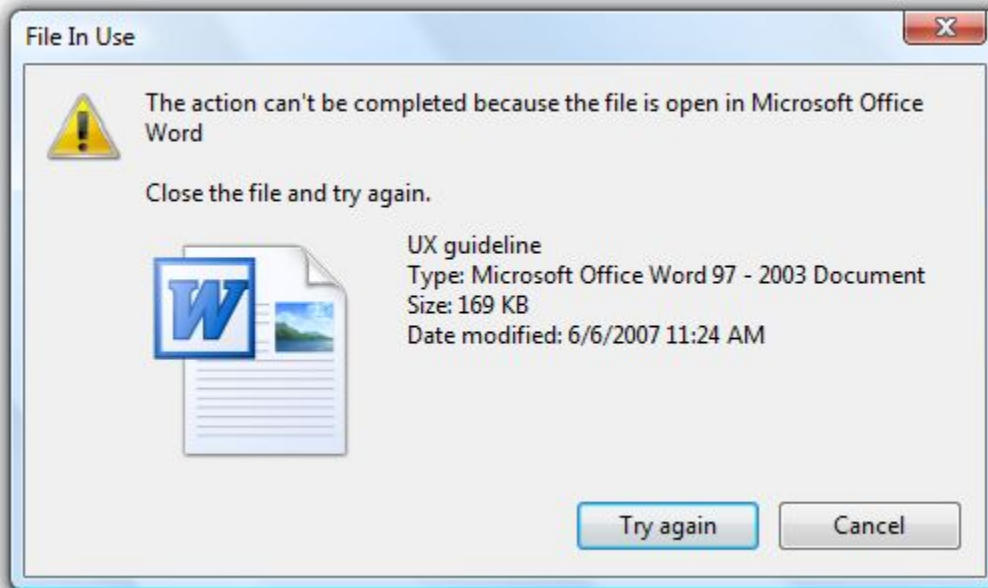 File In Use
The action can't be completed because the file is open in Microsoft Office
Word
Close the file and try again.
W
UX guideline
Type: Microsoft Office Word 97 - 2003 Document
Size: 169 KB
Date modified: 6/6/2007 11:24 AM
Try again Cancel